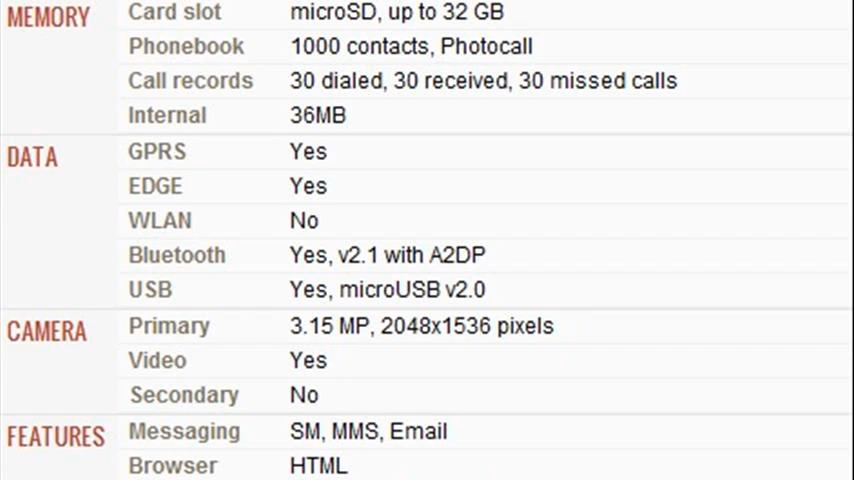 MEMORY Card slot microSD, up to 32 GB
Phonebook 1000 contacts, Photocall
Call records 30 dialed, 30 received, 30 missed calls
Internal 36MB
DATA GPRS Yes
EDGE Yes
WLAN No
Bluetooth Yes, v2.1 with A2DP
USB Yes, microUSB v2.0
CAMERA Primary 3.15 MP, 2048x1536 pixels
Video Yes
Secondary No
FEATURES Messaging SM, MMS, Email
Browser HTML